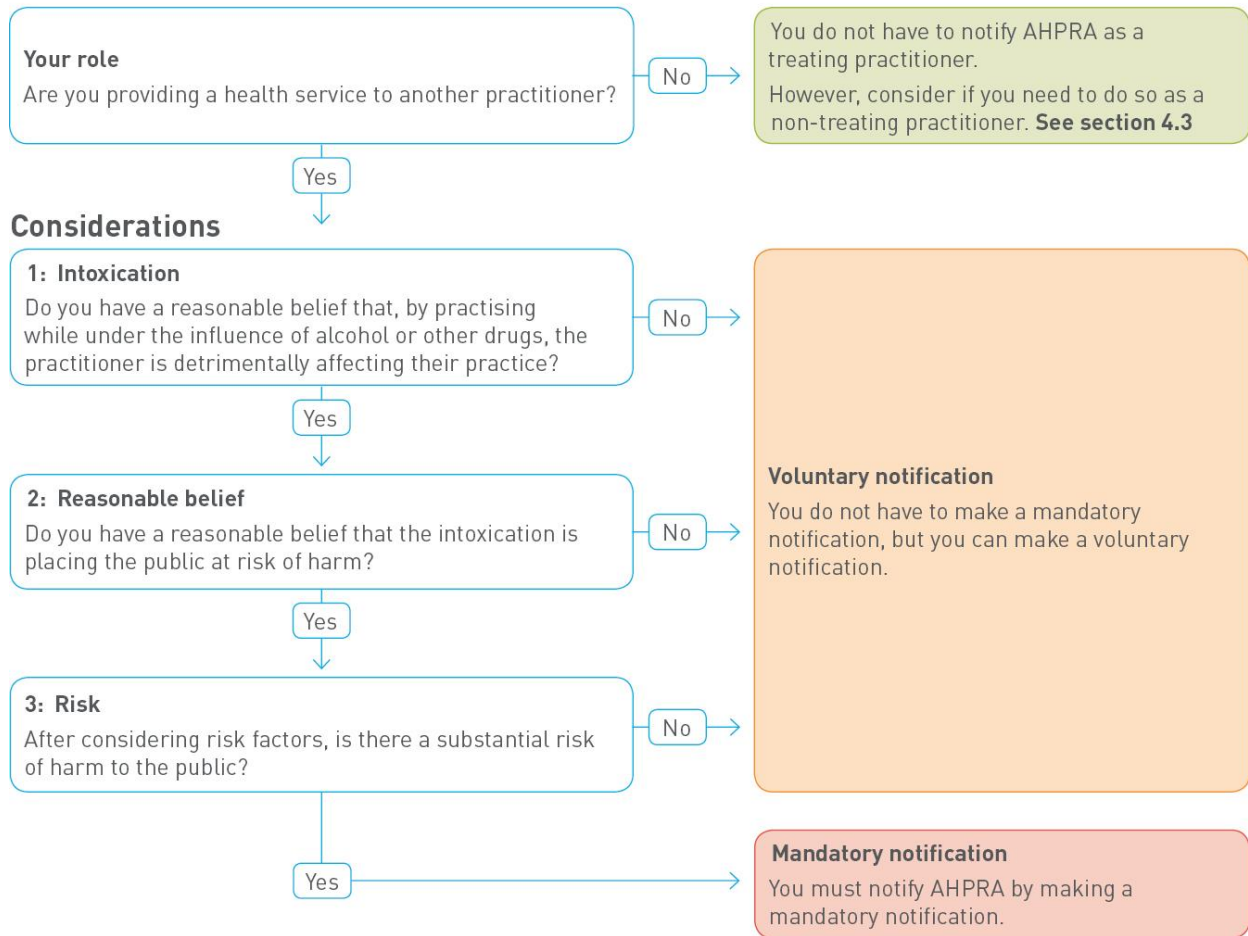 Your role
Are you providing a health service to another practitioner?
No
You do not have to notify AHPRA as a
treating practitioner.
However, consider if you need to do so as a
non-treating practitioner. See section 4.3
Yes
Considerations
1: Intoxication
Do you have a reasonable belief that, by practising
while under the influence of alcohol or other drugs, the
practitioner is detrimentally affecting their practice?
No
Yes
2: Reasonable belief
Do you have a reasonable belief that the intoxication is
placing the public at risk of harm?
No
Voluntary notification
You do not have to make a mandatory
notification, but you can make a voluntary
notification.
Yes
3: Risk
After considering risk factors, is there a substantial risk
of harm to the public?
No
Yes
Mandatory notification
You must notify AHPRA by making a
mandatory notification.